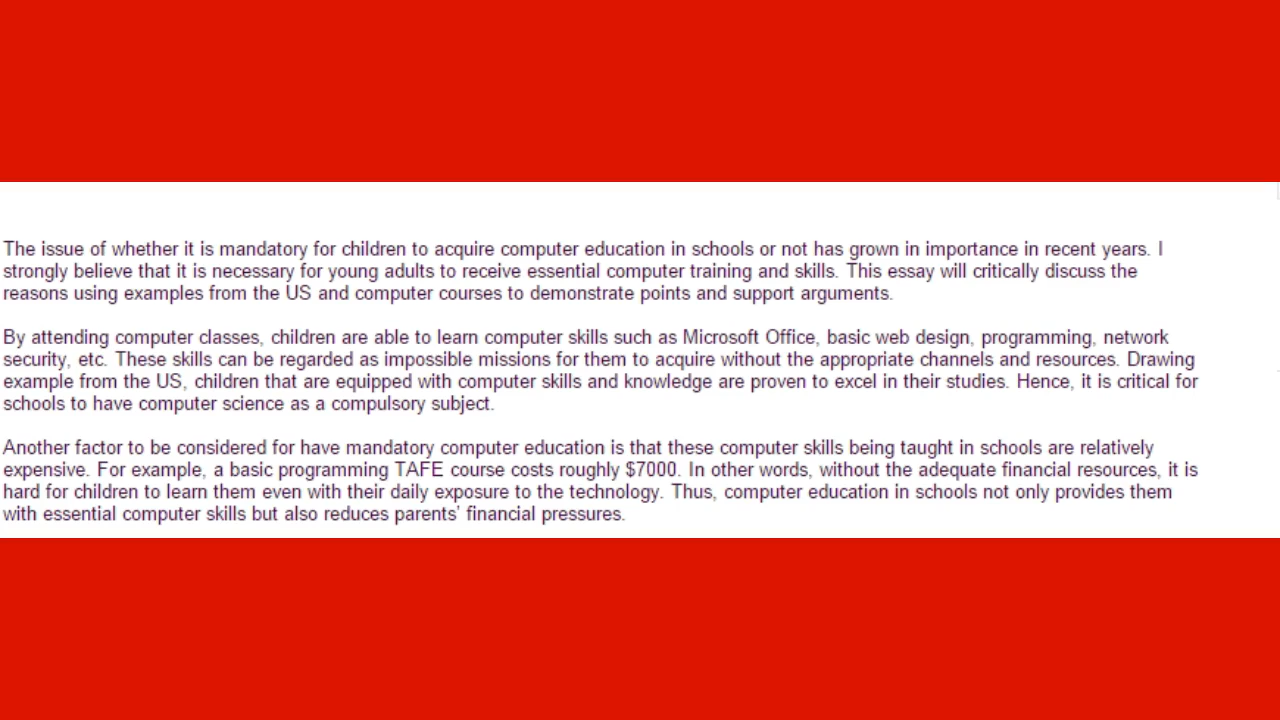 The issue of whether it is mandatory for children to acquire computer education in schools or not has grown in importance in recent years. I
strongly believe that it is necessary for young adults to receive essential computer training and skills. This essay will critically discuss the
reasons using examples from the US and computer courses to demonstrate points and support arguments.
By attending computer classes, children are able to learn computer skills such as Microsoft Office, basic web design, programming, network
security, etc. These skills can be regarded as impossible missions for them to acquire without the appropriate channels and resources. Drawing
example from the US, children that are equipped with computer skills and knowledge are proven to excel in their studies. Hence, it is critical for
schools to have computer science as a compulsory subject.
Another factor to be considered for have mandatory computer education is that these computer skills being taught in schools are relatively
expensive. For example, a basic programming TAFE course costs roughly $7000. In other words, without the adequate financial resources, it is
hard for children to learn them even with their daily exposure to the technology. Thus, computer education in schools not only provides them
with essential computer skills but also reduces parents’ financial pressures.